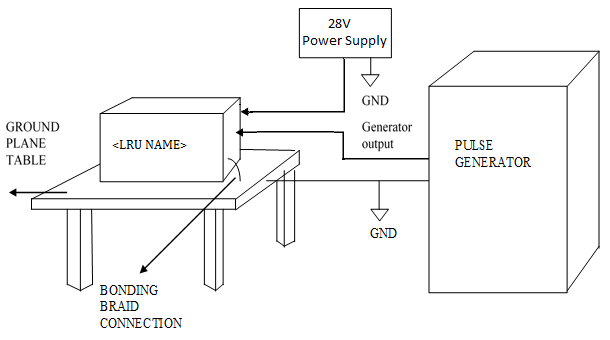 28V
Power Supply
GND
GROUND
PLANE
TABLE
<LRU NAME>
Generator
output
PULSE
GENERATOR
GND
BONDING
BRAID
CONNECTION